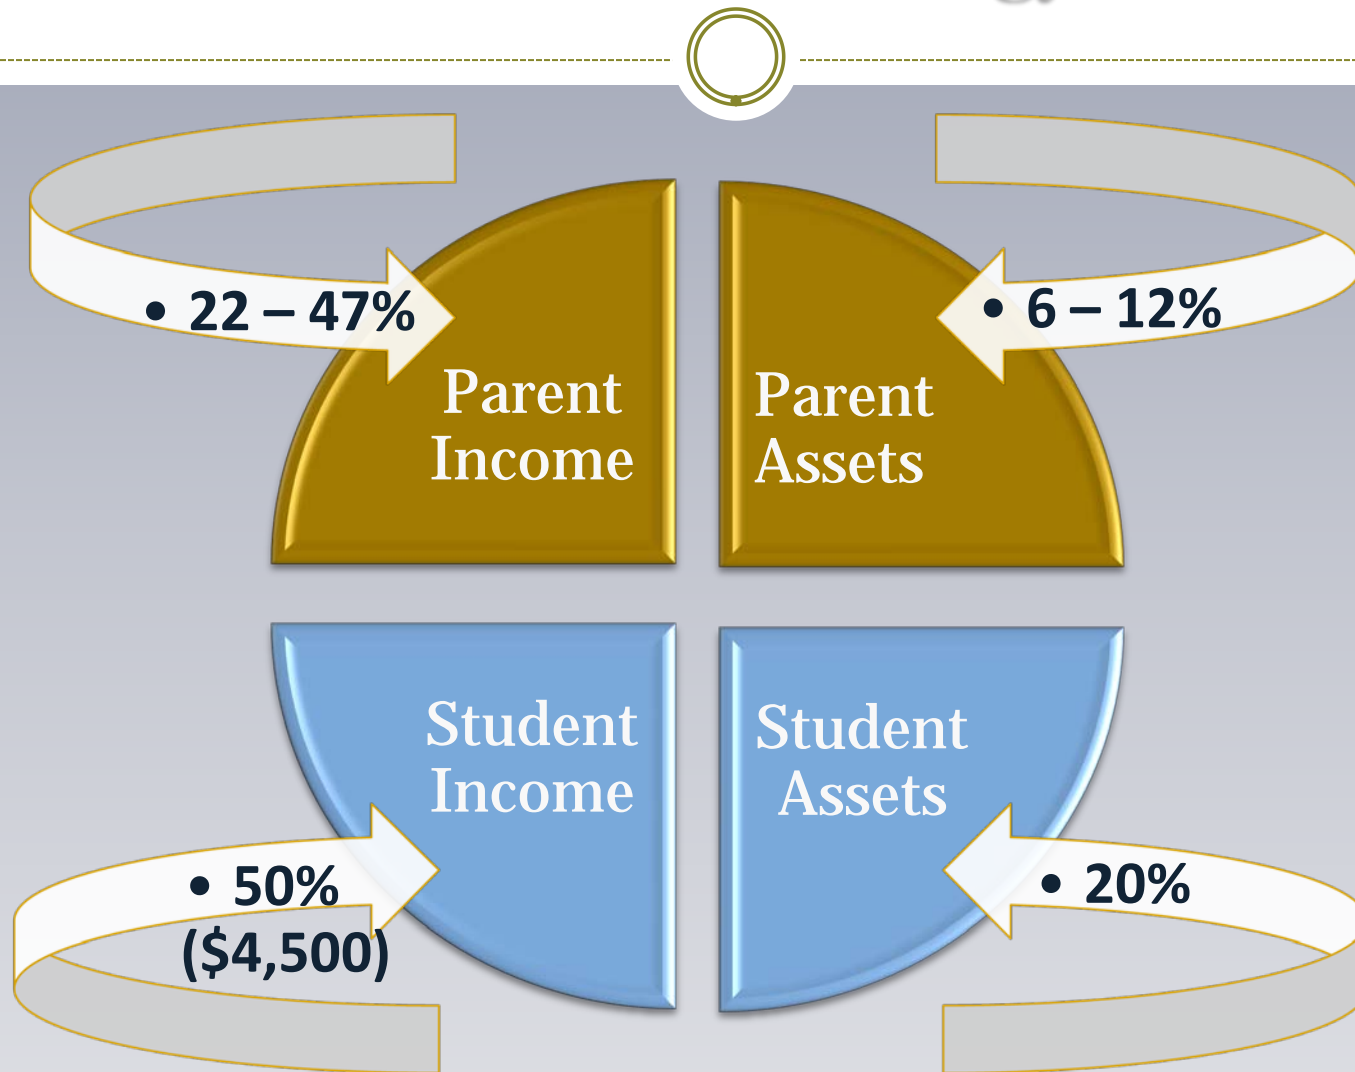 • 22 – 47%
Parent
Income
• 6 – 12%
Parent
Assets
Student
Income
• 50%
($4,500)
Student
Assets
• 20%